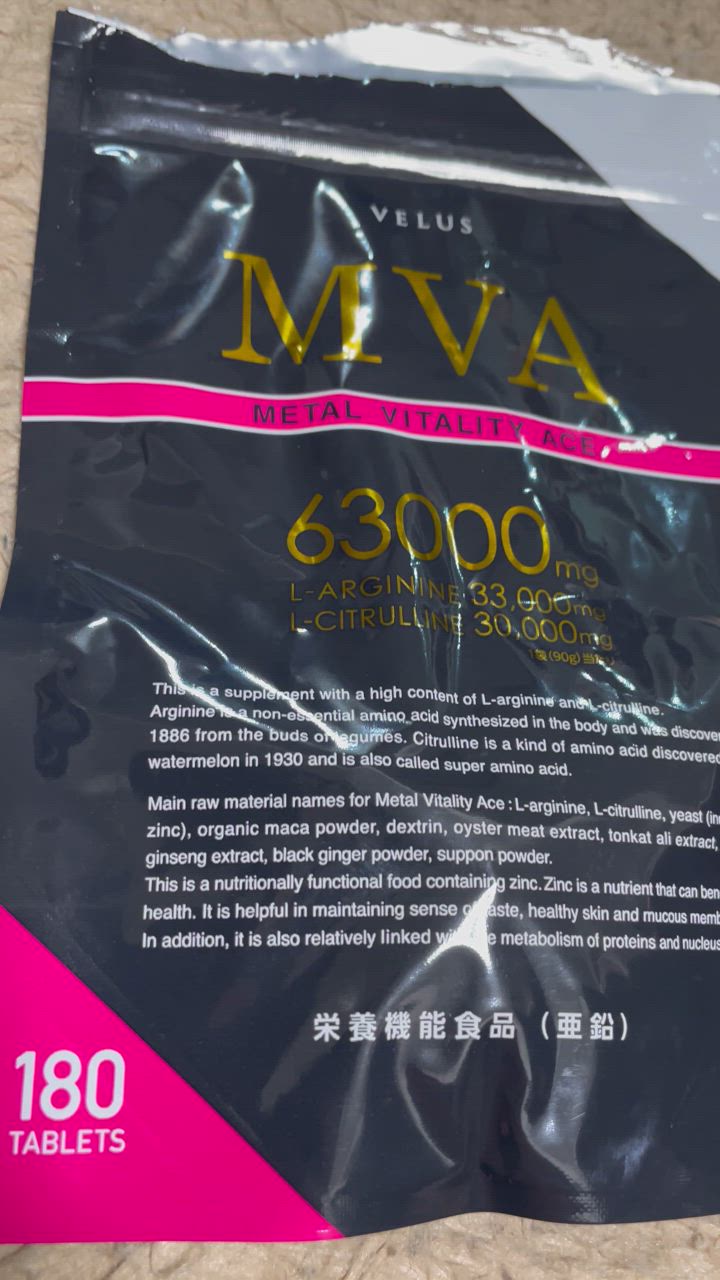 VELUS
MVA
METAL VITALITY ACE
63000mg
L-ARGININE 33,000mg
L-CITRULLINE 30,000mg
1袋(90g)当たり
This is a supplement with a high content of L-arginine and L-citrulline.
Arginine is a non-essential amino acid synthesized in the body and was
1886 from the buds of legumes. Citrulline is a kind of amino acid discovered
watermelon in 1930 and is also called super amino acid.
Main raw material names for Metal Vitality Ace : L-arginine, L-citrulline, yeast
zinc), organic maca powder, dextrin, oyster meat extract, tonkat ali extract,
ginseng extract, black ginger powder, suppon powder.
This is a nutritionally functional food containing zinc. Zinc is a nutrient that can
health. It is helpful in maintaining sense of taste, healthy skin and mucous
In addition, it is also relatively linked with the metabolism of proteins and
栄養機能食品（亜鉛）
180
TABLETS